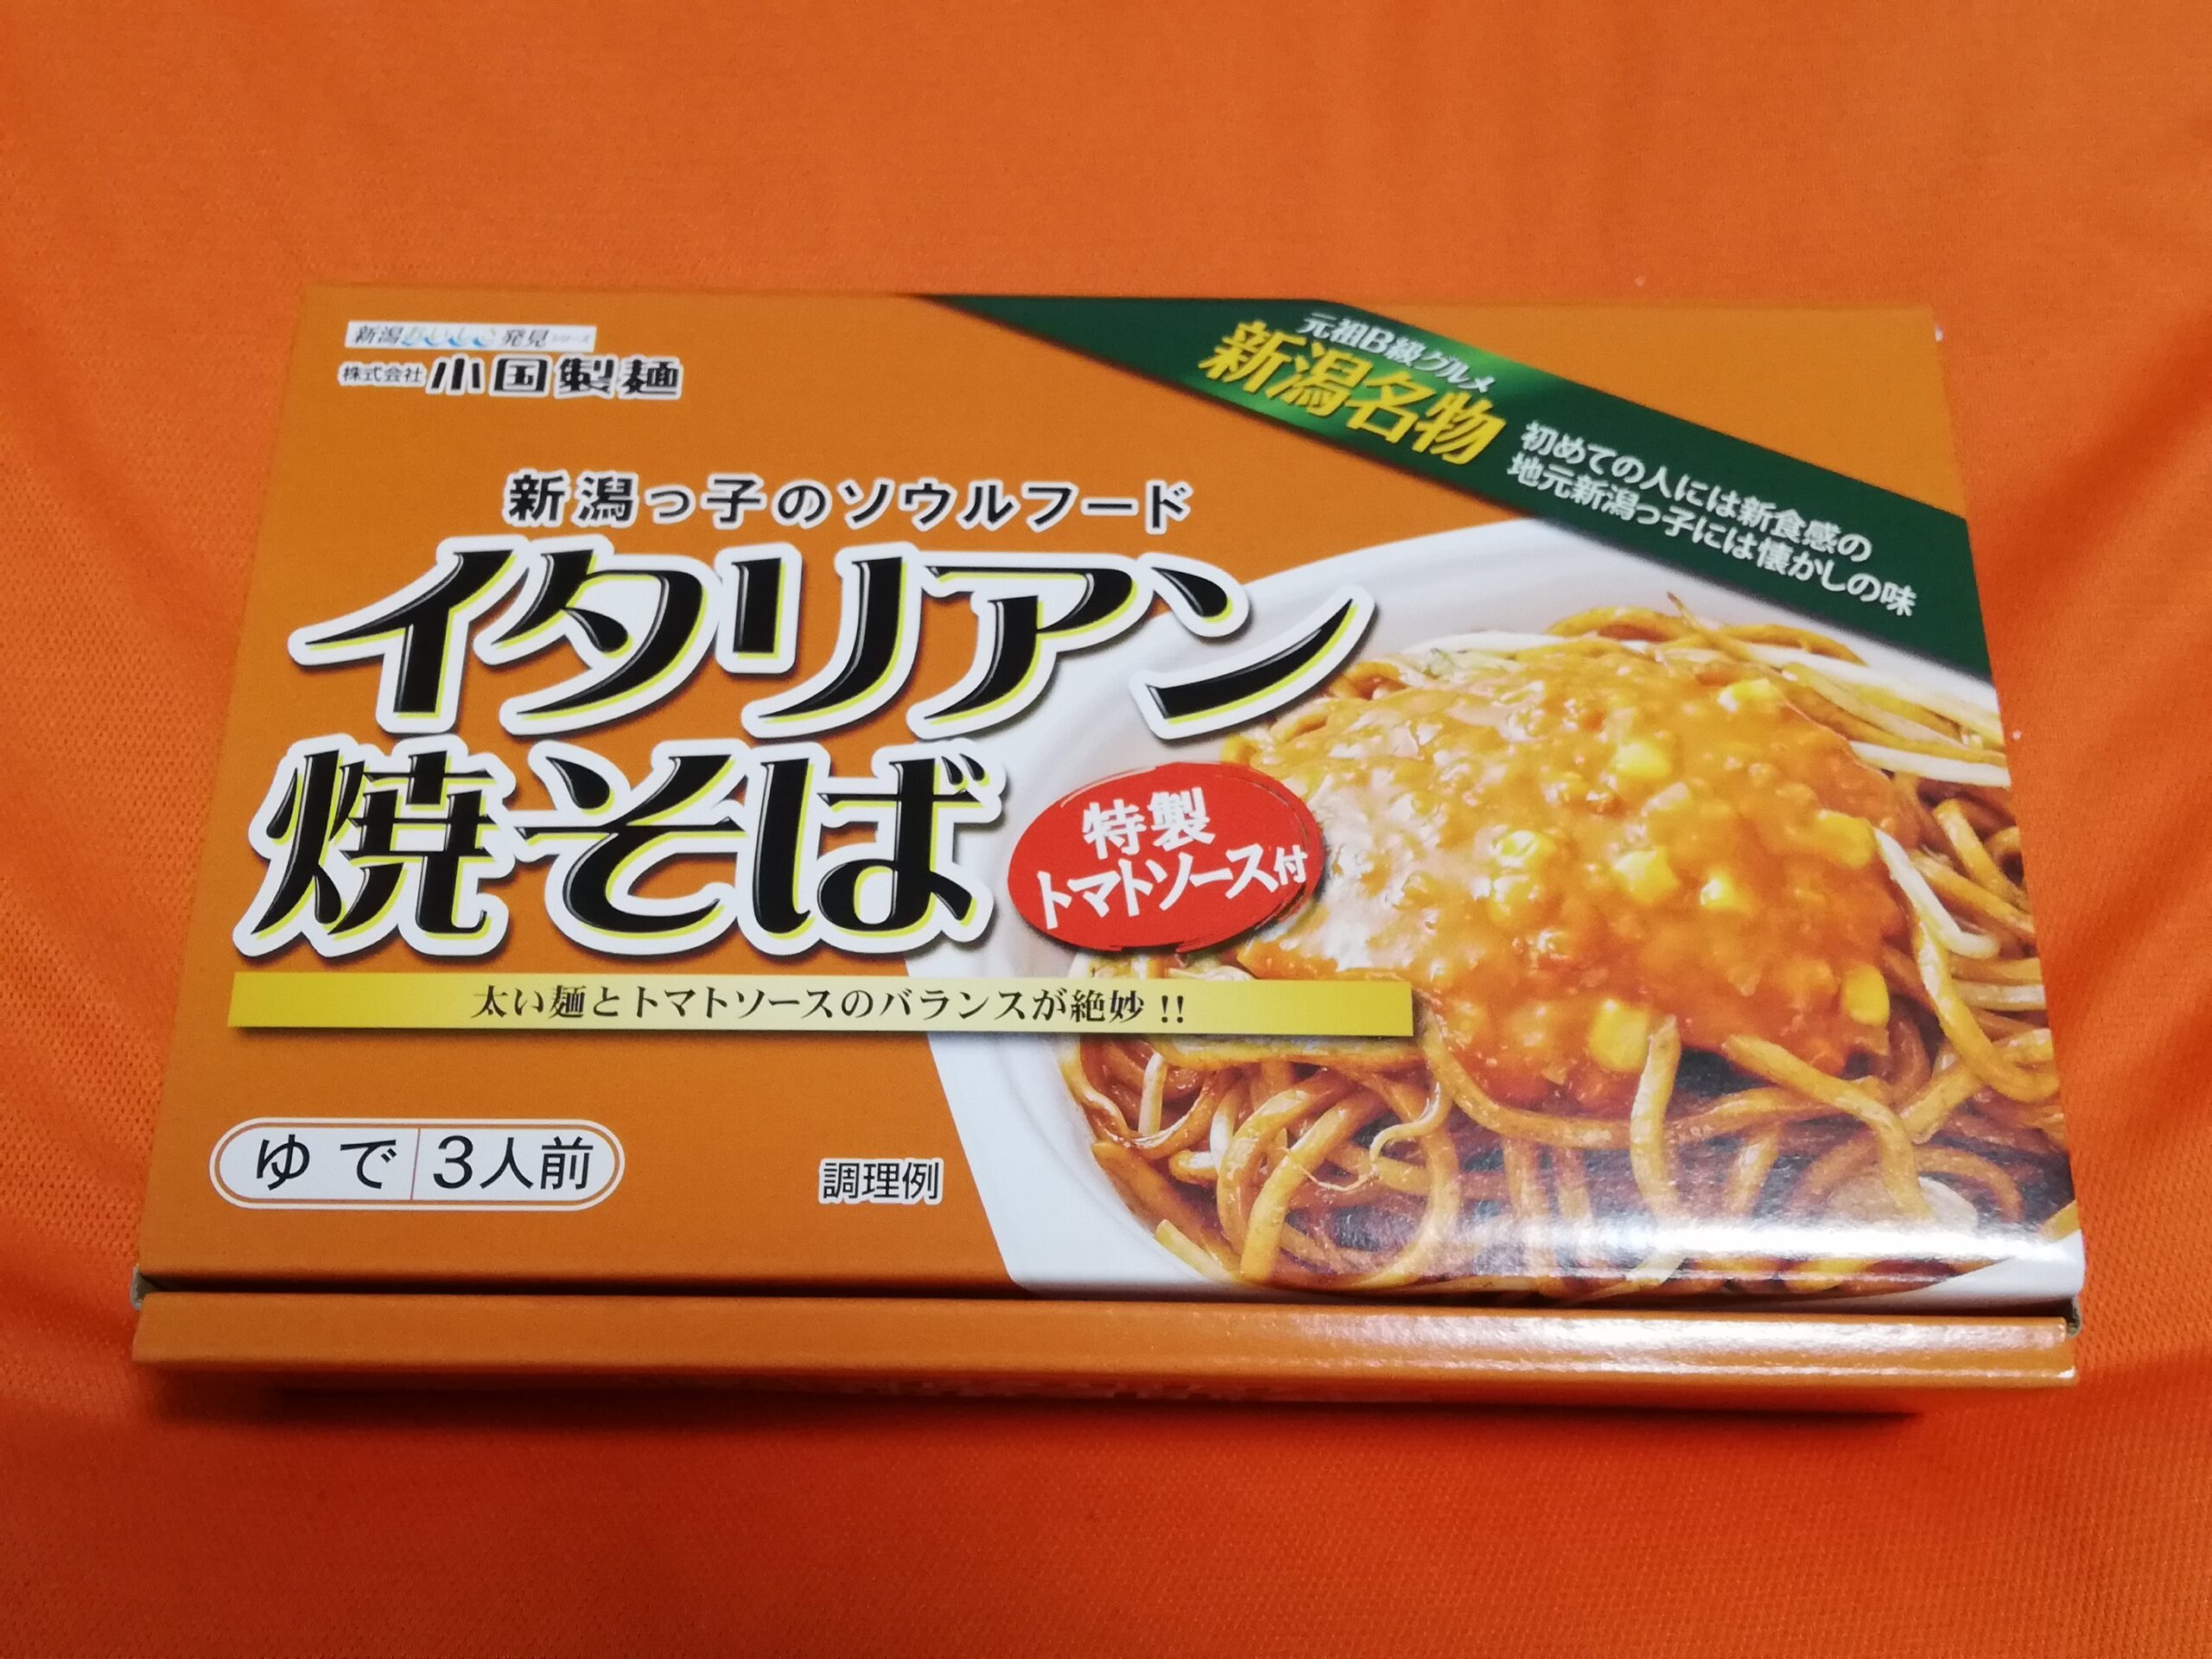 新潟おいしさ発見シリーズ
株式会社小国製麺
元祖B級グルメ
新潟名物
初めての人には新食感の
地元新潟っ子には懐かしの味
新潟っ子のソウルフード
イタリアン
焼そば
特製
トマトソース付
太い麺とトマトソースのバランスが絶妙!!
ゆで 3人前
調理例